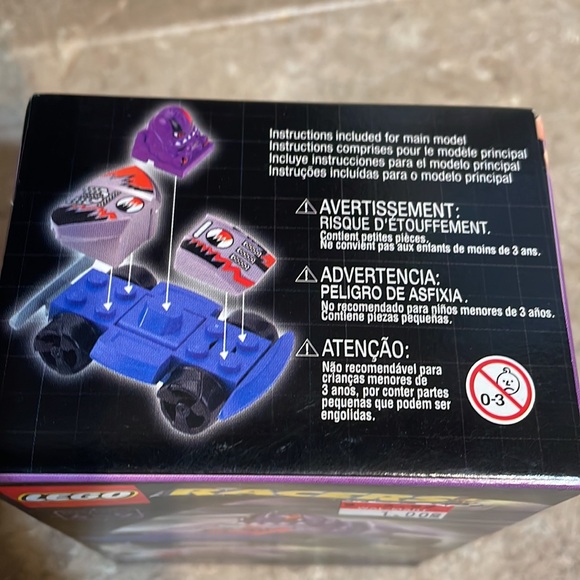 Instructions included for main model
Instructions comprises pour le modèle principal
Incluye instrucciones para el modelo principal
Instruções incluídas para o modelo principal
AVERTISSEMENT:
RISQUE D'ÉTOUFFEMENT.
Contient petites pièces.
Ne convient pas aux enfants de moins de 3 ans.
ADVERTENCIA:
PELIGRO DE ASFIXIA.
No recomendado para niños menores de 3 años.
Contiene piezas pequeñas.
ATENÇÃO:
Não recomendável para
crianças menores de
3 anos, por conter partes
pequenas que podem ser
engolidas.
0-3
LEGO
RACERS